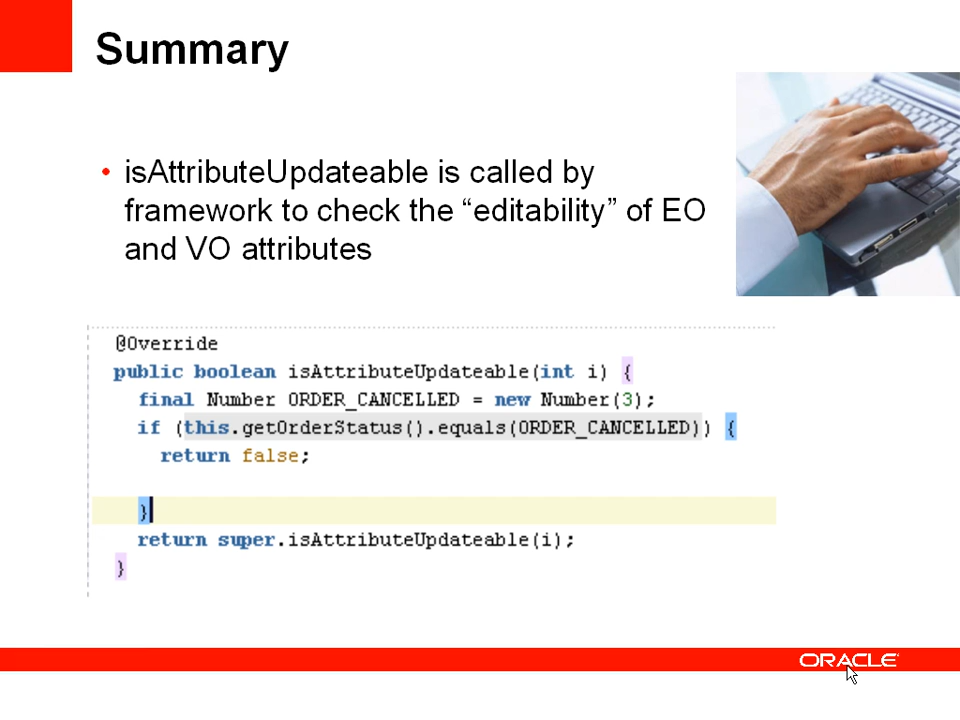 Summary
• isAttributeUpdateable is called by
framework to check the “editability” of EO
and VO attributes
@Override
public boolean isAttributeUpdateable(int i) {
final Number ORDER_CANCELLED = new Number(3);
if (this.getOrderStatus().equals(ORDER_CANCELLED)) {
return false;
}
return super.isAttributeUpdateable(i);
}
ORACLE